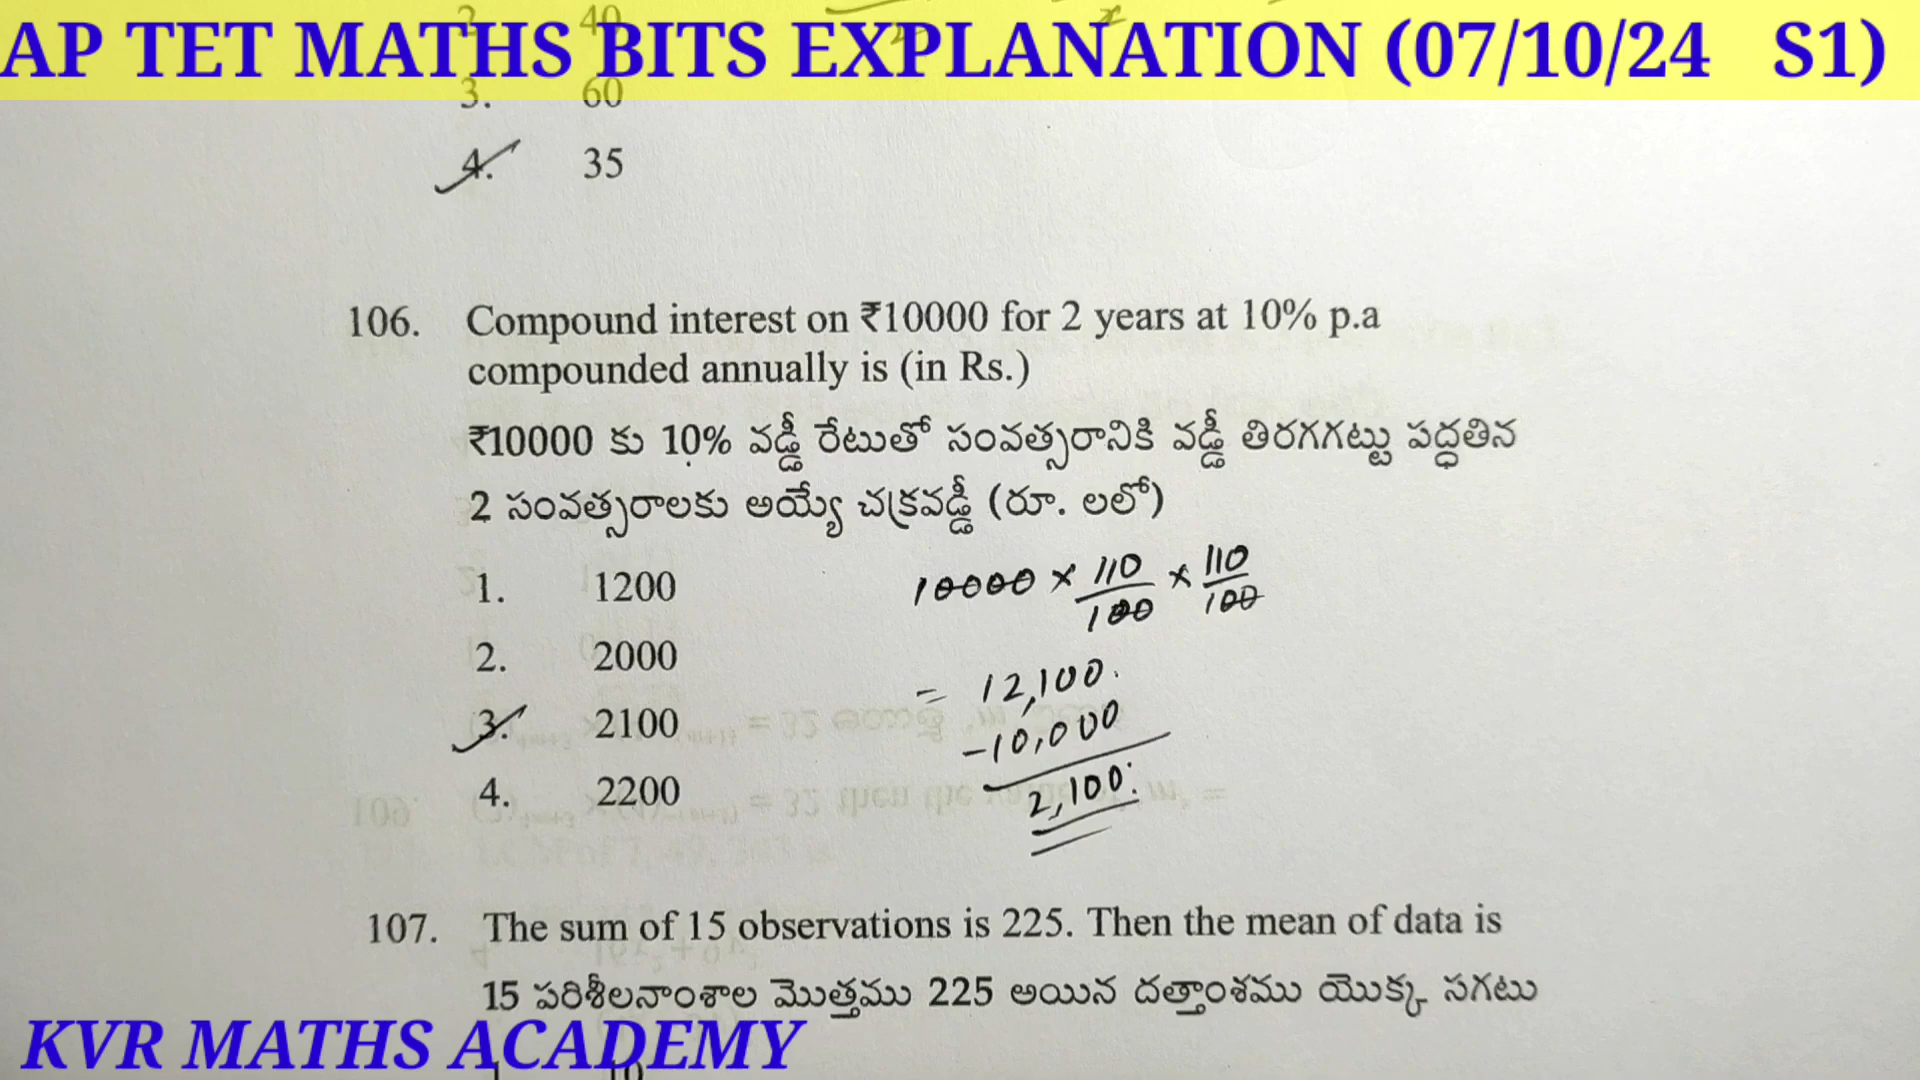 2. 40
AP TET MATHS BITS EXPLANATION (07/10/24 S1)
3. 60
4. 35
106. Compound interest on ₹10000 for 2 years at 10% p.a
compounded annually is (in Rs.)
₹10000 కు 10% వడ్డీ రేటుతో సంవత్సరానికి వడ్డీ తిరగగట్టు పద్ధతిన
2 సంవత్సరాలకు అయ్యే చక్రవడ్డీ (రూ. లలో)
1. 1200
2. 2000
3. 2100
4. 2200
10000 × 110/100 × 110/100
= 12,100.
-10,000
2,100.
107. The sum of 15 observations is 225. Then the mean of data is
15 పరిశీలనాంశాల మొత్తము 225 అయిన దత్తాంశము యొక్క సగటు
KVR MATHS ACADEMY
1. 10